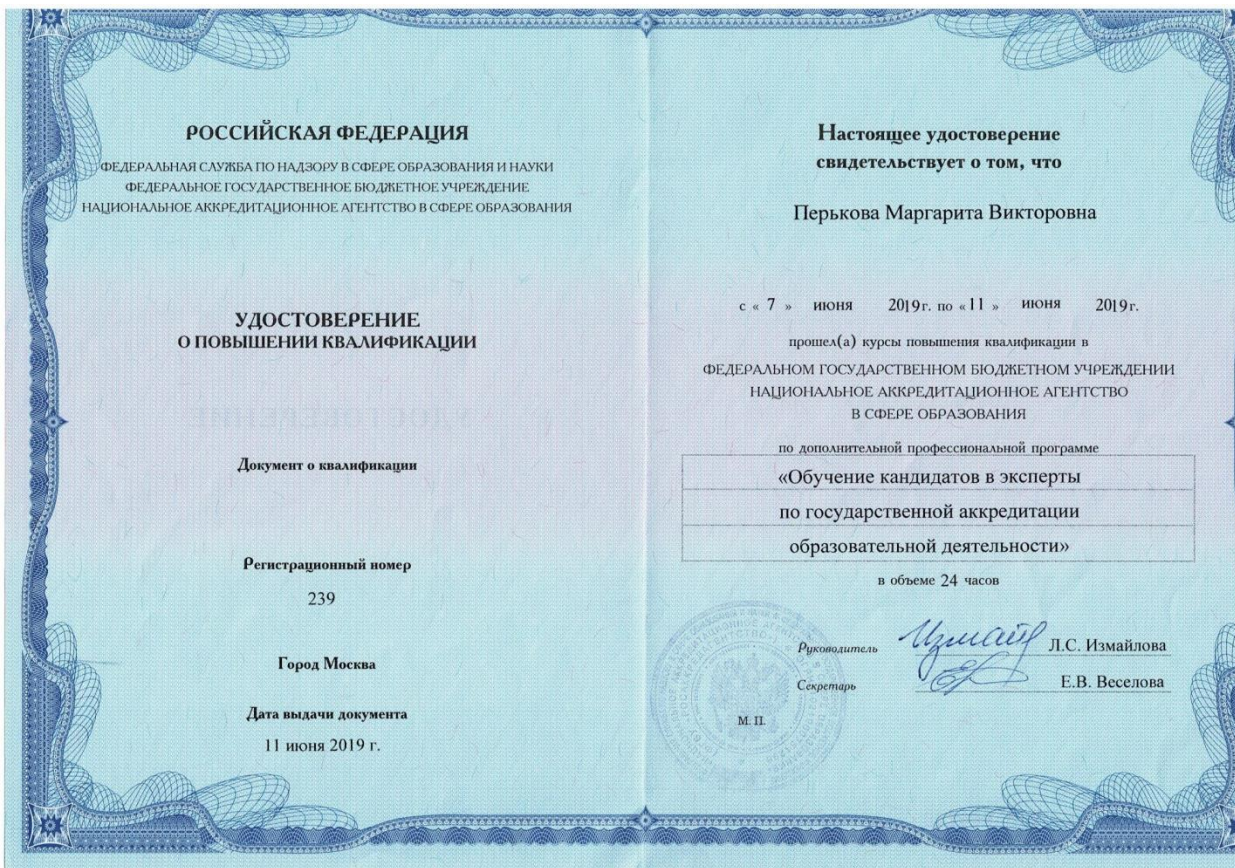 РОССИЙСКАЯ ФЕДЕРАЦИЯ
ФЕДЕРАЛЬНАЯ СЛУЖБА ПО НАДЗОРУ В СФЕРЕ ОБРАЗОВАНИЯ И НАУКИ
ФЕДЕРАЛЬНОЕ ГОСУДАРСТВЕННОЕ БЮДЖЕТНОЕ УЧРЕЖДЕНИЕ
НАЦИОНАЛЬНОЕ АККРЕДИТАЦИОННОЕ АГЕНТСТВО В СФЕРЕ ОБРАЗОВАНИЯ
УДОСТОВЕРЕНИЕ
О ПОВЫШЕНИИ КВАЛИФИКАЦИИ
Документ о квалификации
Регистрационный номер
239
Город Москва
Дата выдачи документа
11 июня 2019 г.
Настоящее удостоверение
свидетельствует о том, что
Перькова Маргарита Викторовна
с « 7 » июня 2019г. по «11 » июня 2019г.
прошел(а) курсы повышения квалификации в
ФЕДЕРАЛЬНОМ ГОСУДАРСТВЕННОМ БЮДЖЕТНОМ УЧРЕЖДЕНИИ
НАЦИОНАЛЬНОЕ АККРЕДИТАЦИОННОЕ АГЕНТСТВО
В СФЕРЕ ОБРАЗОВАНИЯ
по дополнительной профессиональной программе
«Обучение кандидатов в эксперты
по государственной аккредитации
образовательной деятельности»
в объеме 24 часов
Руководитель Л.С. Измайлова
Секретарь Е.В. Веселова
М. П.